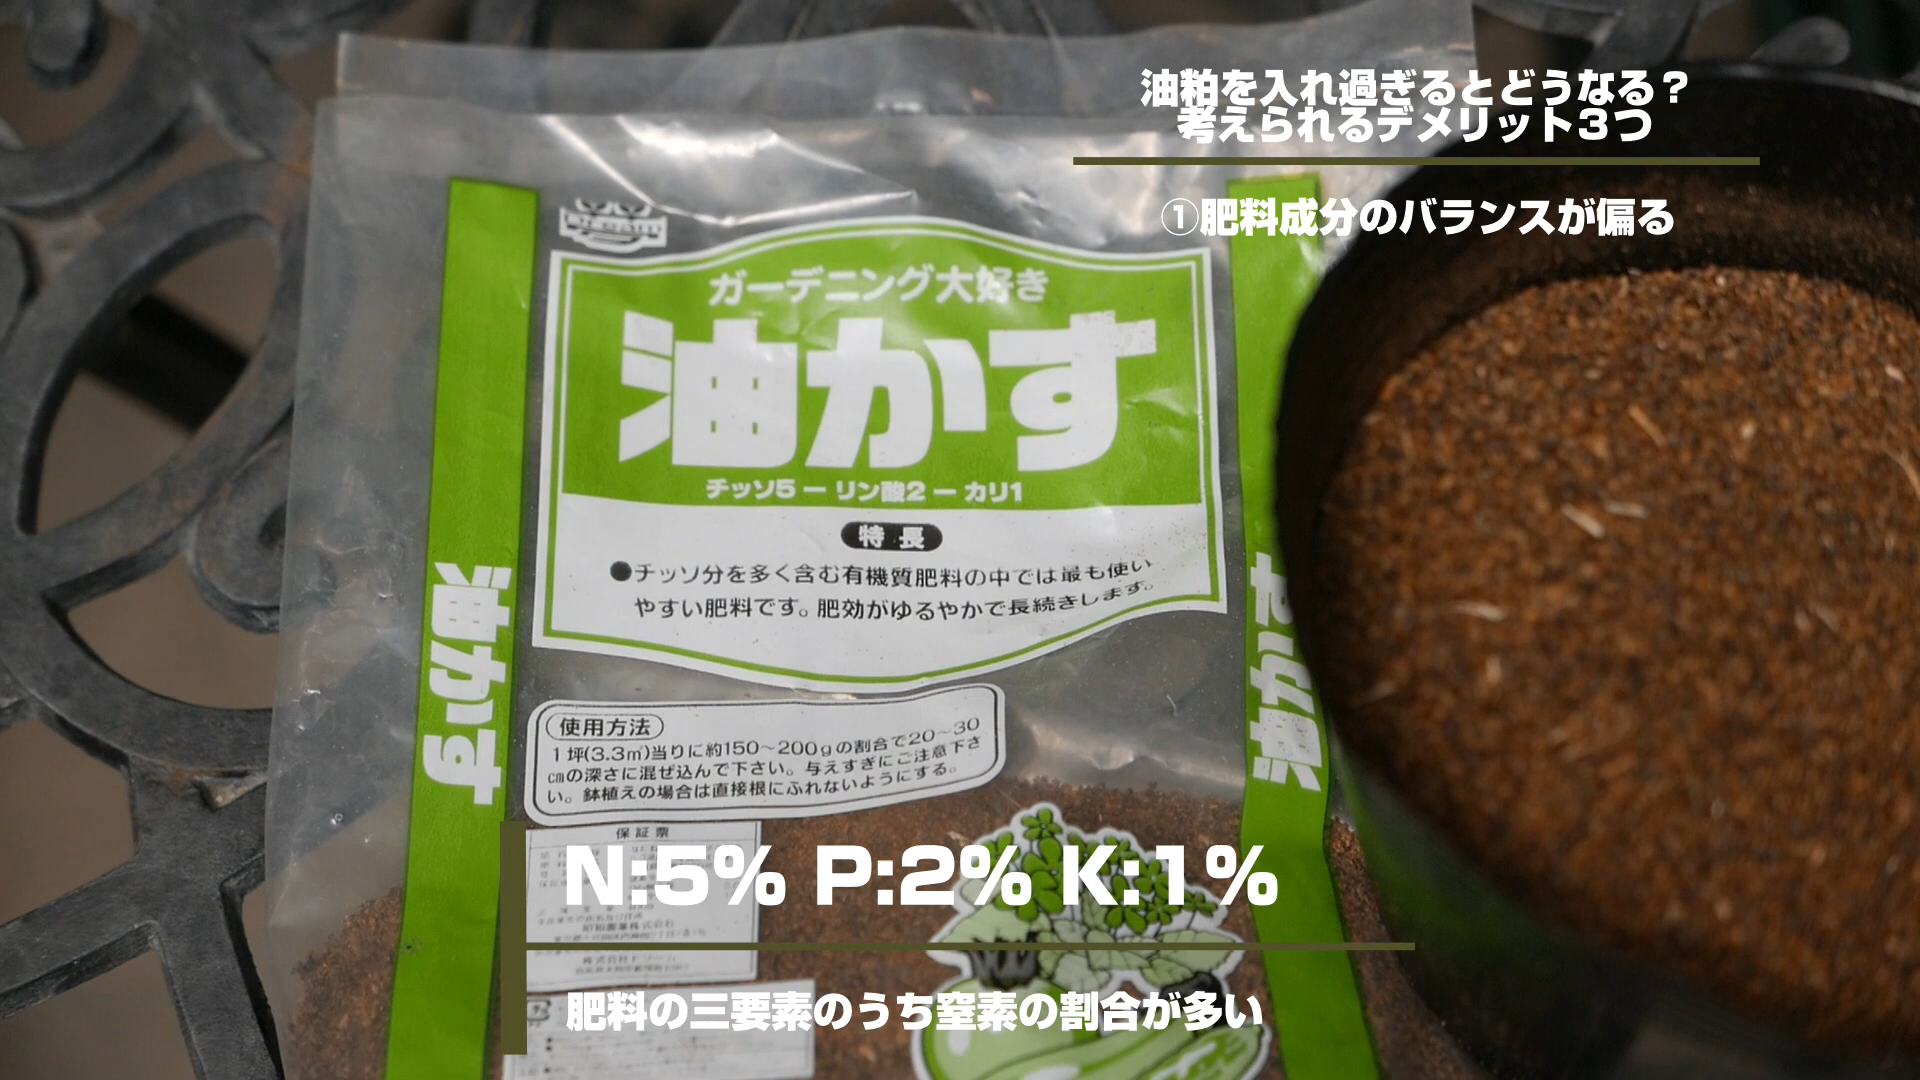 油粕を入れ過ぎるとどうなる？
考えられるデメリット3つ
①肥料成分のバランスが偏る
ガーデニング大好き
油かす
チッソ5 ー リン酸2 ー カリ1
特長
●チッソ分を多く含む有機質肥料の中では最も使い
やすい肥料です。肥効がゆるやかで長続きします。
油かす
油かす
使用方法
1坪(3.3㎡)当りに約150～200gの割合で20～30
cmの深さに混ぜ込んで下さい。与えすぎにご注意下さ
い。鉢植えの場合は直接根にふれないようにする。
保証票
N:5% P:2% K:1%
肥料の三要素のうち窒素の割合が多い